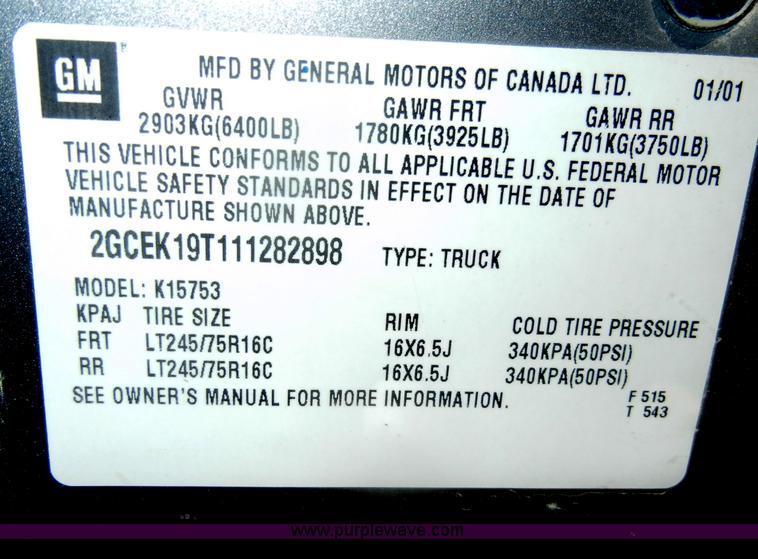 GM
MFD BY GENERAL MOTORS OF CANADA LTD. 01/01
GVWR GAWR FRT GAWR RR
2903KG(6400LB) 1780KG(3925LB) 1701KG(3750LB)
THIS VEHICLE CONFORMS TO ALL APPLICABLE U.S. FEDERAL MOTOR
VEHICLE SAFETY STANDARDS IN EFFECT ON THE DATE OF
MANUFACTURE SHOWN ABOVE.
2GCEK19T111282898 TYPE: TRUCK
MODEL: K15753
KPAJ TIRE SIZE RIM COLD TIRE PRESSURE
FRT LT245/75R16C 16X6.5J 340KPA(50PSI)
RR LT245/75R16C 16X6.5J 340KPA(50PSI)
SEE OWNER'S MANUAL FOR MORE INFORMATION. F 515
T 543
www.purplewave.com